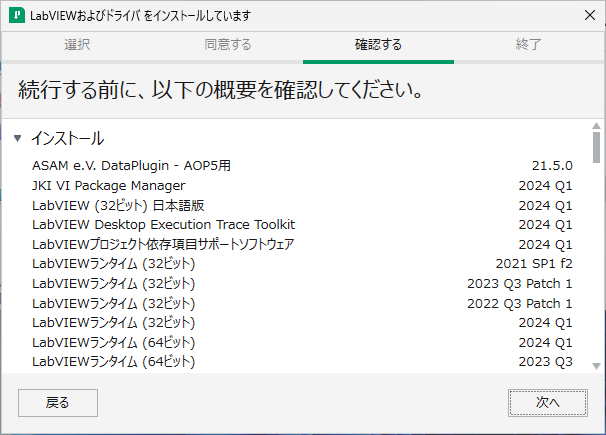 LabVIEWおよびドライバをインストールしています
選択 同意する 確認する 終了
続行する前に、以下の概要を確認してください。
インストール
ASAM e.V. DataPlugin - AOP5用 21.5.0
JKI VI Package Manager 2024 Q1
LabVIEW (32ビット) 日本語版 2024 Q1
LabVIEW Desktop Execution Trace Toolkit 2024 Q1
LabVIEWプロジェクト依存項目サポートソフトウェア 2024 Q1
LabVIEWランタイム (32ビット) 2021 SP1 f2
LabVIEWランタイム (32ビット) 2023 Q3 Patch 1
LabVIEWランタイム (32ビット) 2022 Q3 Patch 1
LabVIEWランタイム (32ビット) 2024 Q1
LabVIEWランタイム (64ビット) 2024 Q1
LabVIEWランタイム (64ビット) 2023 Q3
戻る 次へ